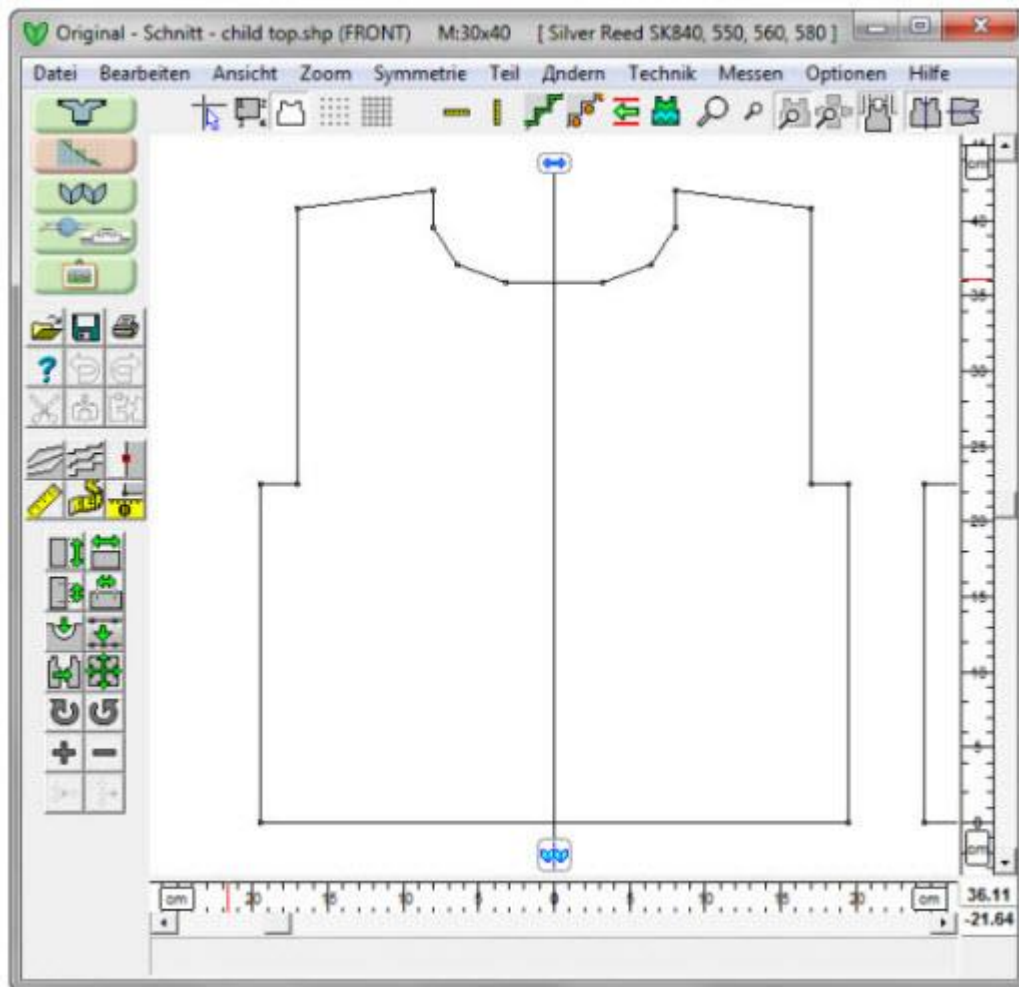 Original - Schnitt - child top.shp (FRONT) M:30x40 [ Silver Reed SK840, 550, 560, 580 ]
Datei Bearbeiten Ansicht Zoom Symmetrie Teil Дndern Technik Messen Optionen Hilfe
cm
40
35
30
25
20
15
10
5
0
cm
cm 20 15 10 5 0 5 10 15 20 cm
36.11
-21.64